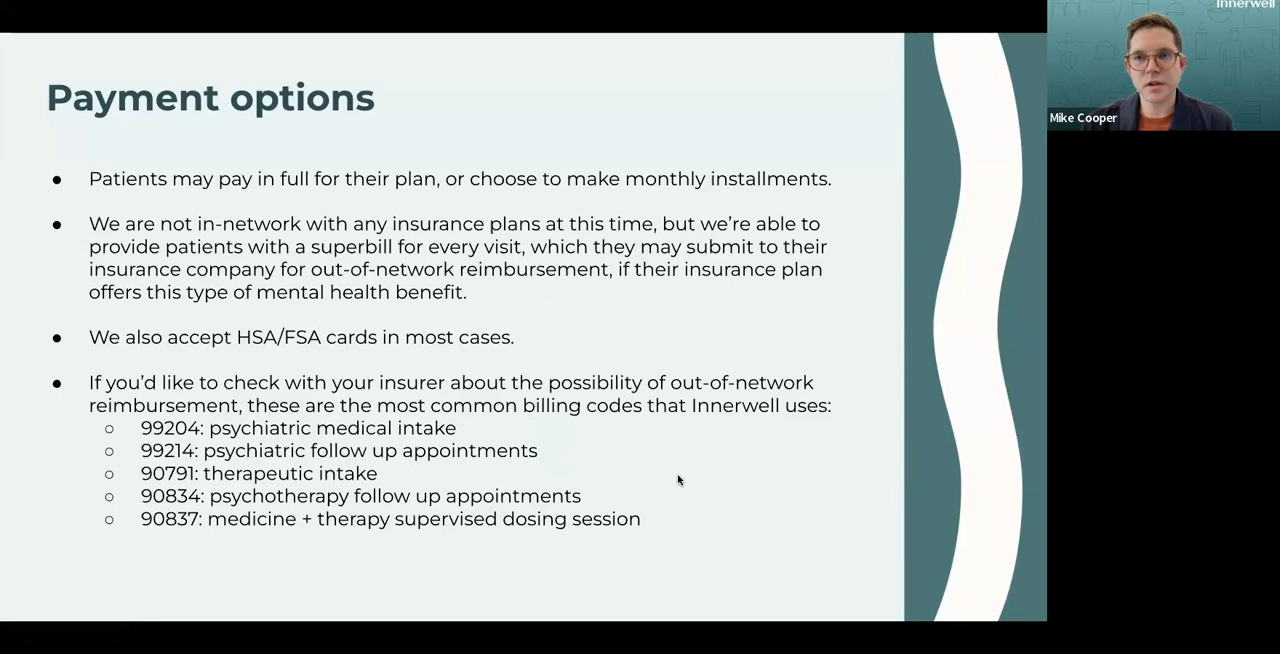 Innerwell
Payment options
Mike Cooper
● Patients may pay in full for their plan, or choose to make monthly installments.
● We are not in-network with any insurance plans at this time, but we’re able to
provide patients with a superbill for every visit, which they may submit to their
insurance company for out-of-network reimbursement, if their insurance plan
offers this type of mental health benefit.
● We also accept HSA/FSA cards in most cases.
● If you’d like to check with your insurer about the possibility of out-of-network
reimbursement, these are the most common billing codes that Innerwell uses:
○ 99204: psychiatric medical intake
○ 99214: psychiatric follow up appointments
○ 90791: therapeutic intake
○ 90834: psychotherapy follow up appointments
○ 90837: medicine + therapy supervised dosing session